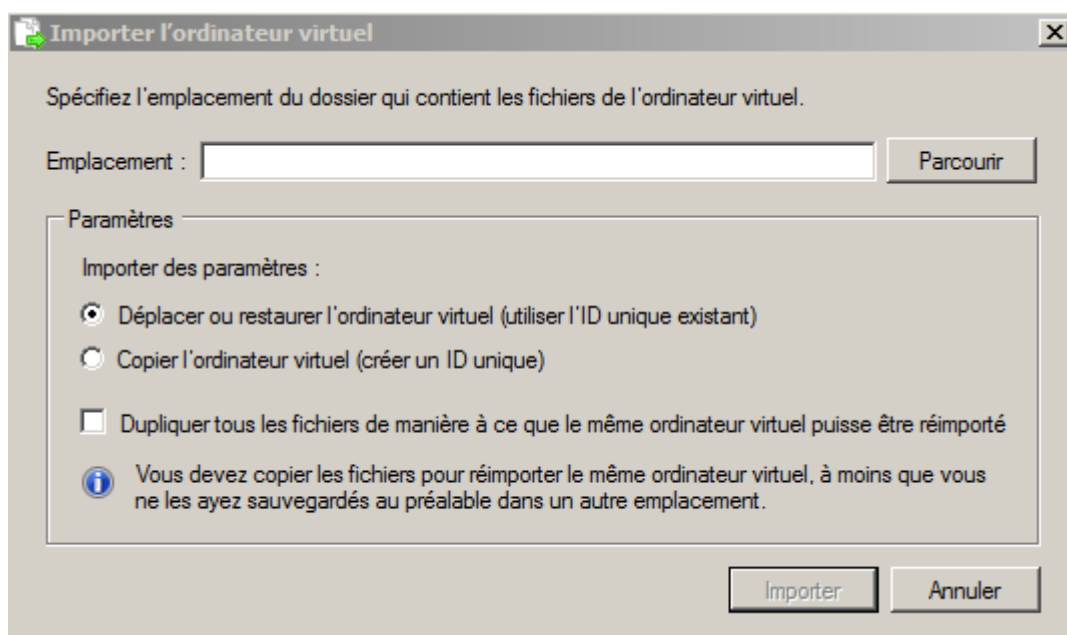 Importer l'ordinateur virtuel
Spécifiez l'emplacement du dossier qui contient les fichiers de l'ordinateur virtuel.
Emplacement :
Parcourir
Paramètres
Importer des paramètres :
Déplacer ou restaurer l'ordinateur virtuel (utiliser l'ID unique existant)
Copier l'ordinateur virtuel (créer un ID unique)
Dupliquer tous les fichiers de manière à ce que le même ordinateur virtuel puisse être réimporté
Vous devez copier les fichiers pour réimporter le même ordinateur virtuel, à moins que vous
ne les ayez sauvegardés au préalable dans un autre emplacement.
Importer
Annuler